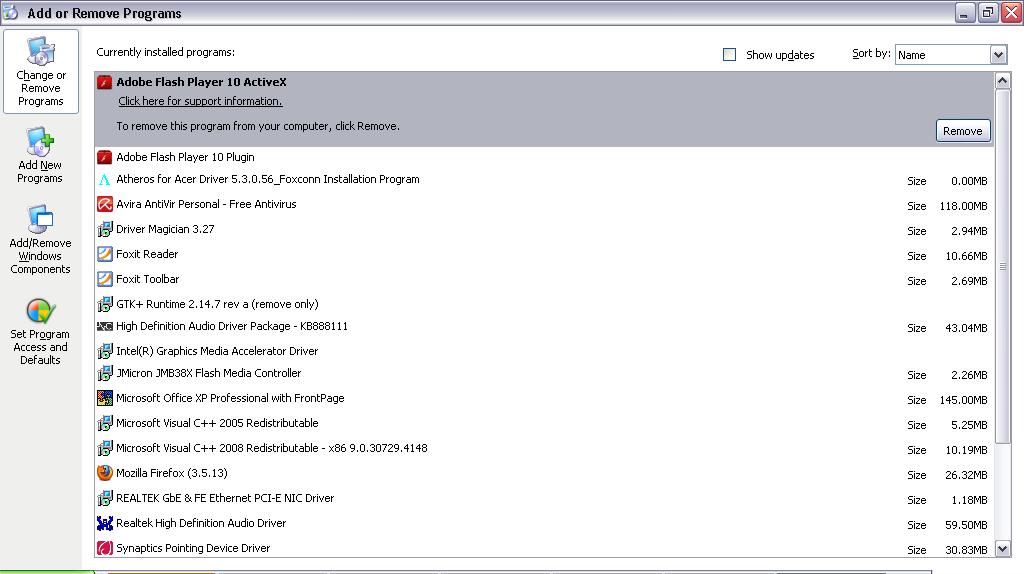 Add or Remove Programs
Change or
Remove
Programs
Add New
Programs
Add/Remove
Windows
Components
Set Program
Access and
Defaults
Currently installed programs:
Show updates
Sort by: Name
Adobe Flash Player 10 ActiveX
Click here for support information.
To remove this program from your computer, click Remove.
Remove
Adobe Flash Player 10 Plugin
Atheros for Acer Driver 5.3.0.56_Foxconn Installation Program Size 0.00MB
Avira AntiVir Personal - Free Antivirus Size 118.00MB
Driver Magician 3.27 Size 2.94MB
Foxit Reader Size 10.66MB
Foxit Toolbar Size 2.69MB
GTK+ Runtime 2.14.7 rev a (remove only)
High Definition Audio Driver Package - KB888111 Size 43.04MB
Intel(R) Graphics Media Accelerator Driver
JMicron JMB38X Flash Media Controller Size 2.26MB
Microsoft Office XP Professional with FrontPage Size 145.00MB
Microsoft Visual C++ 2005 Redistributable Size 5.25MB
Microsoft Visual C++ 2008 Redistributable - x86 9.0.30729.4148 Size 10.19MB
Mozilla Firefox (3.5.13) Size 26.32MB
REALTEK GbE & FE Ethernet PCI-E NIC Driver Size 1.18MB
Realtek High Definition Audio Driver Size 59.50MB
Synaptics Pointing Device Driver Size 30.83MB